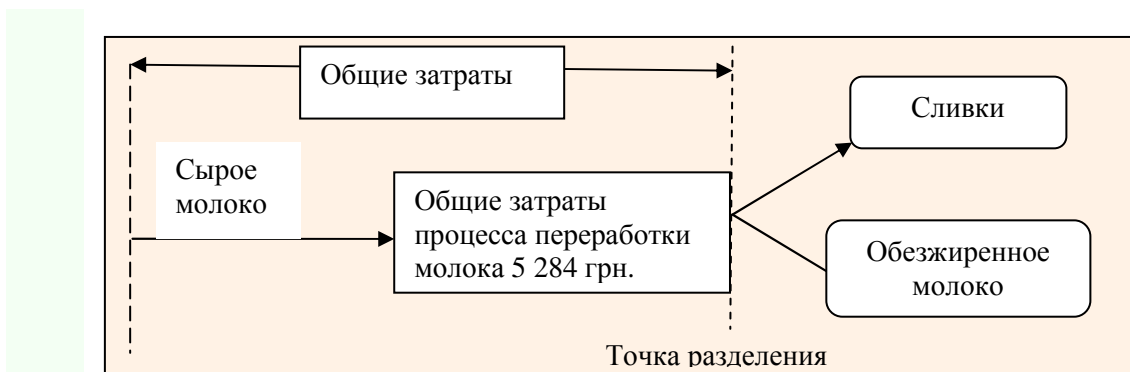 Общие затраты
Сливки
Сырое
молоко
Общие затраты
процесса переработки
молока 5 284 грн.
Обезжиренное
молоко
Точка разделения